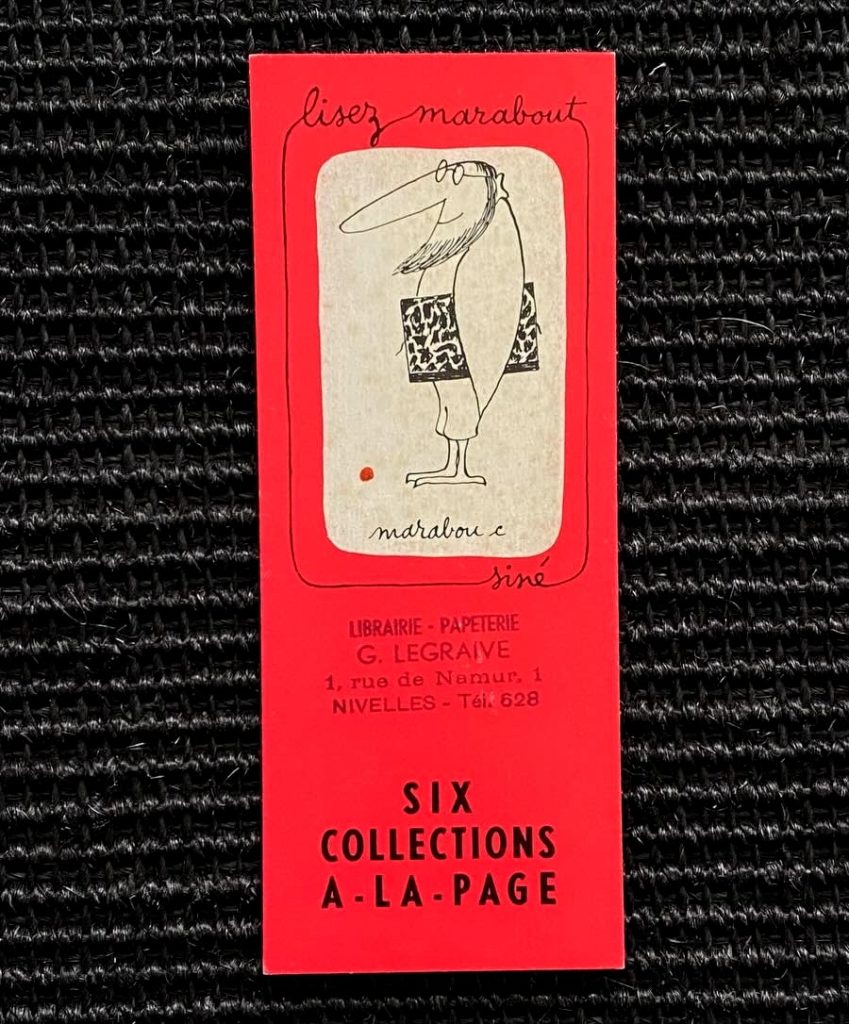 lisez marabout
marabou c
siné
LIBRAIRIE - PAPETERIE
G. LEGRAIVE
1, rue de Namur, 1
NIVELLES - Tél. 628
SIX
COLLECTIONS
A-LA-PAGE